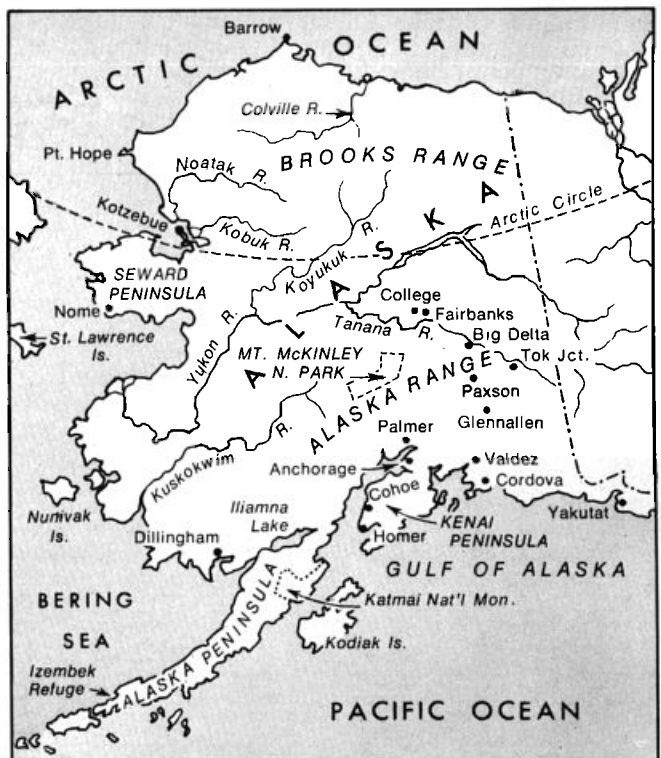 Barrow
ARCTIC OCEAN
Colville R.
Pt. Hope
Noatak R.
BROOKS RANGE
Kotzebue
Kobuk R.
Arctic Circle
ALASKA
Koyukuk R.
SEWARD
PENINSULA
Nome
College
Fairbanks
Tanana R.
St. Lawrence
Is.
Yukon R.
Big Delta
MT. McKINLEY
N. PARK
Tok Jct.
ALASKA RANGE
Paxson
Glennallen
Palmer
Kuskokwim R.
Anchorage
Valdez
Cohoe
Cordova
Nunivak
Is.
Iliamna
Lake
Yakutat
KENAI
PENINSULA
Dillingham
Homer
GULF OF ALASKA
BERING
SEA
Katmai Nat'l Mon.
Kodiak Is.
ALASKA PENINSULA
Izembek
Refuge
PACIFIC OCEAN